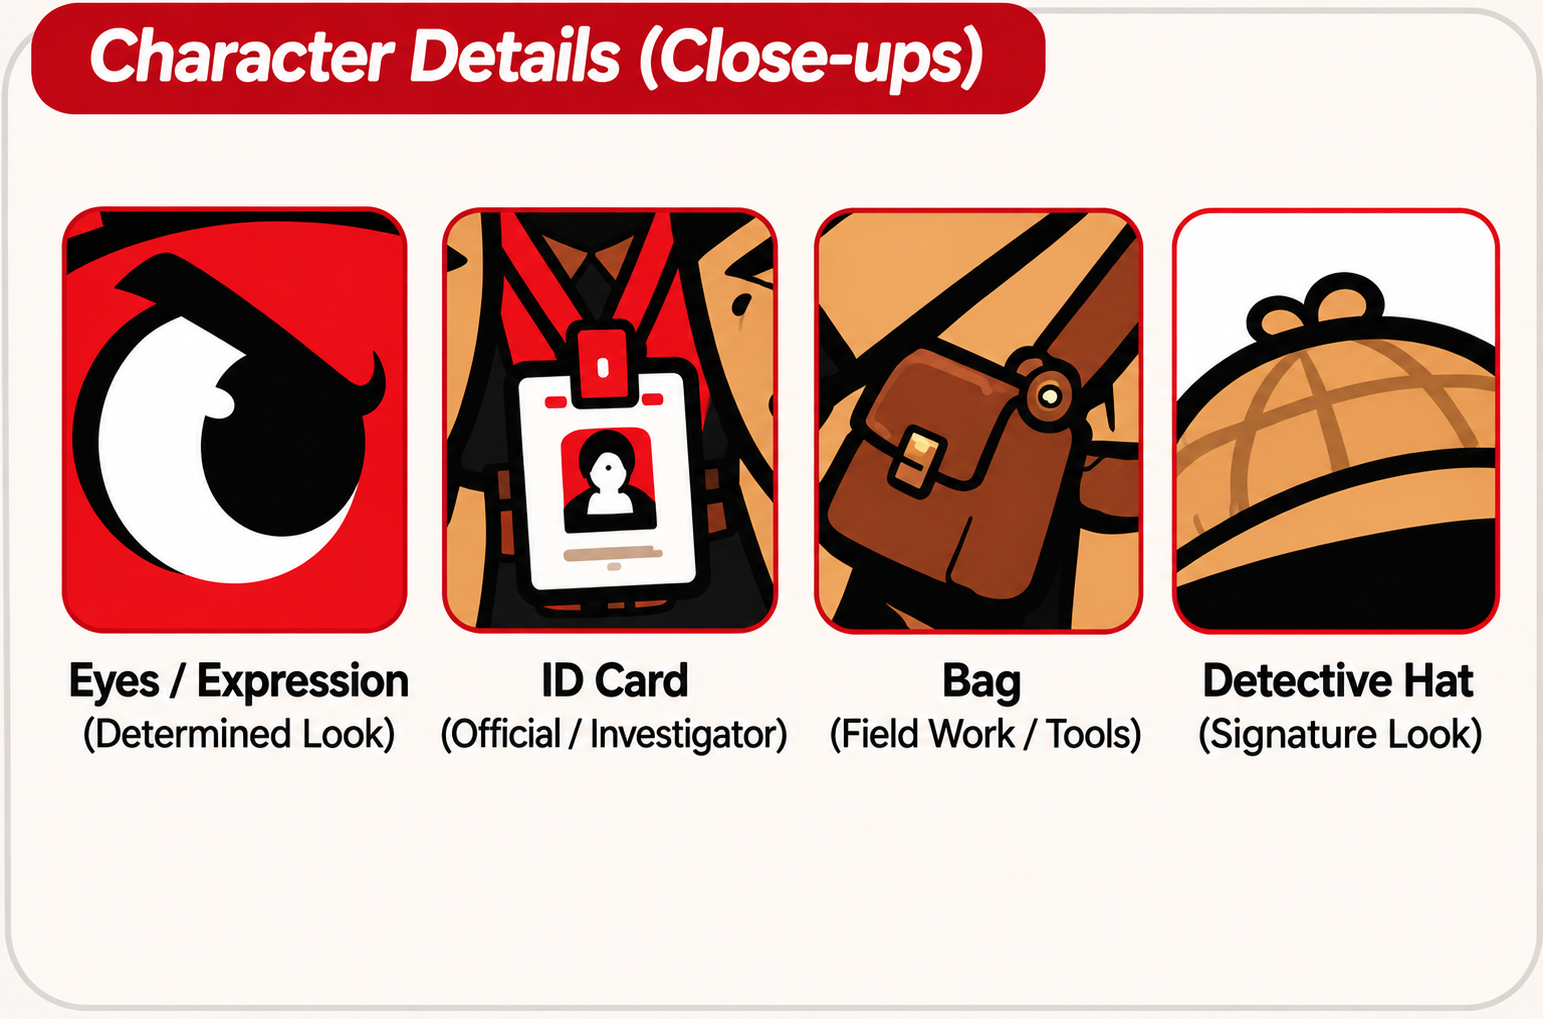 Character Details (Close-ups)
Eyes / Expression
(Determined Look)
ID Card
(Official / Investigator)
Bag
(Field Work / Tools)
Detective Hat
(Signature Look)